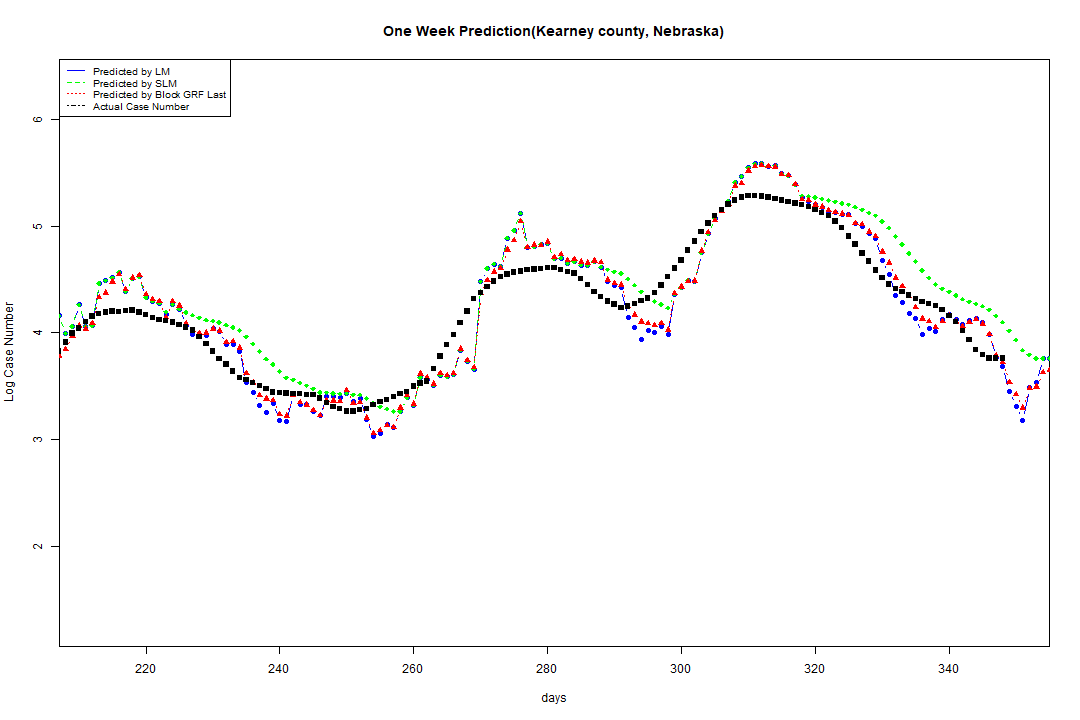 One Week Prediction(Kearney county, Nebraska)
Predicted by LM
Predicted by SLM
Predicted by Block GRF Last
Actual Case Number
Log Case Number
6
5
4
3
2
220 240 260 280 300 320 340
days